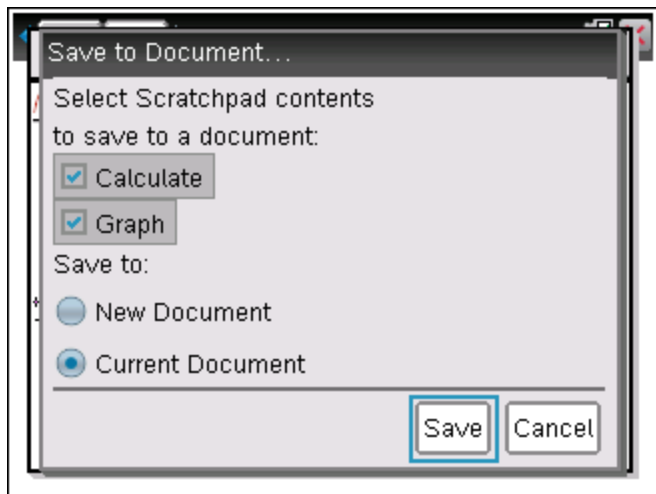 Save to Document...
Select Scratchpad contents
to save to a document:
Calculate
Graph
Save to:
New Document
Current Document
Save Cancel